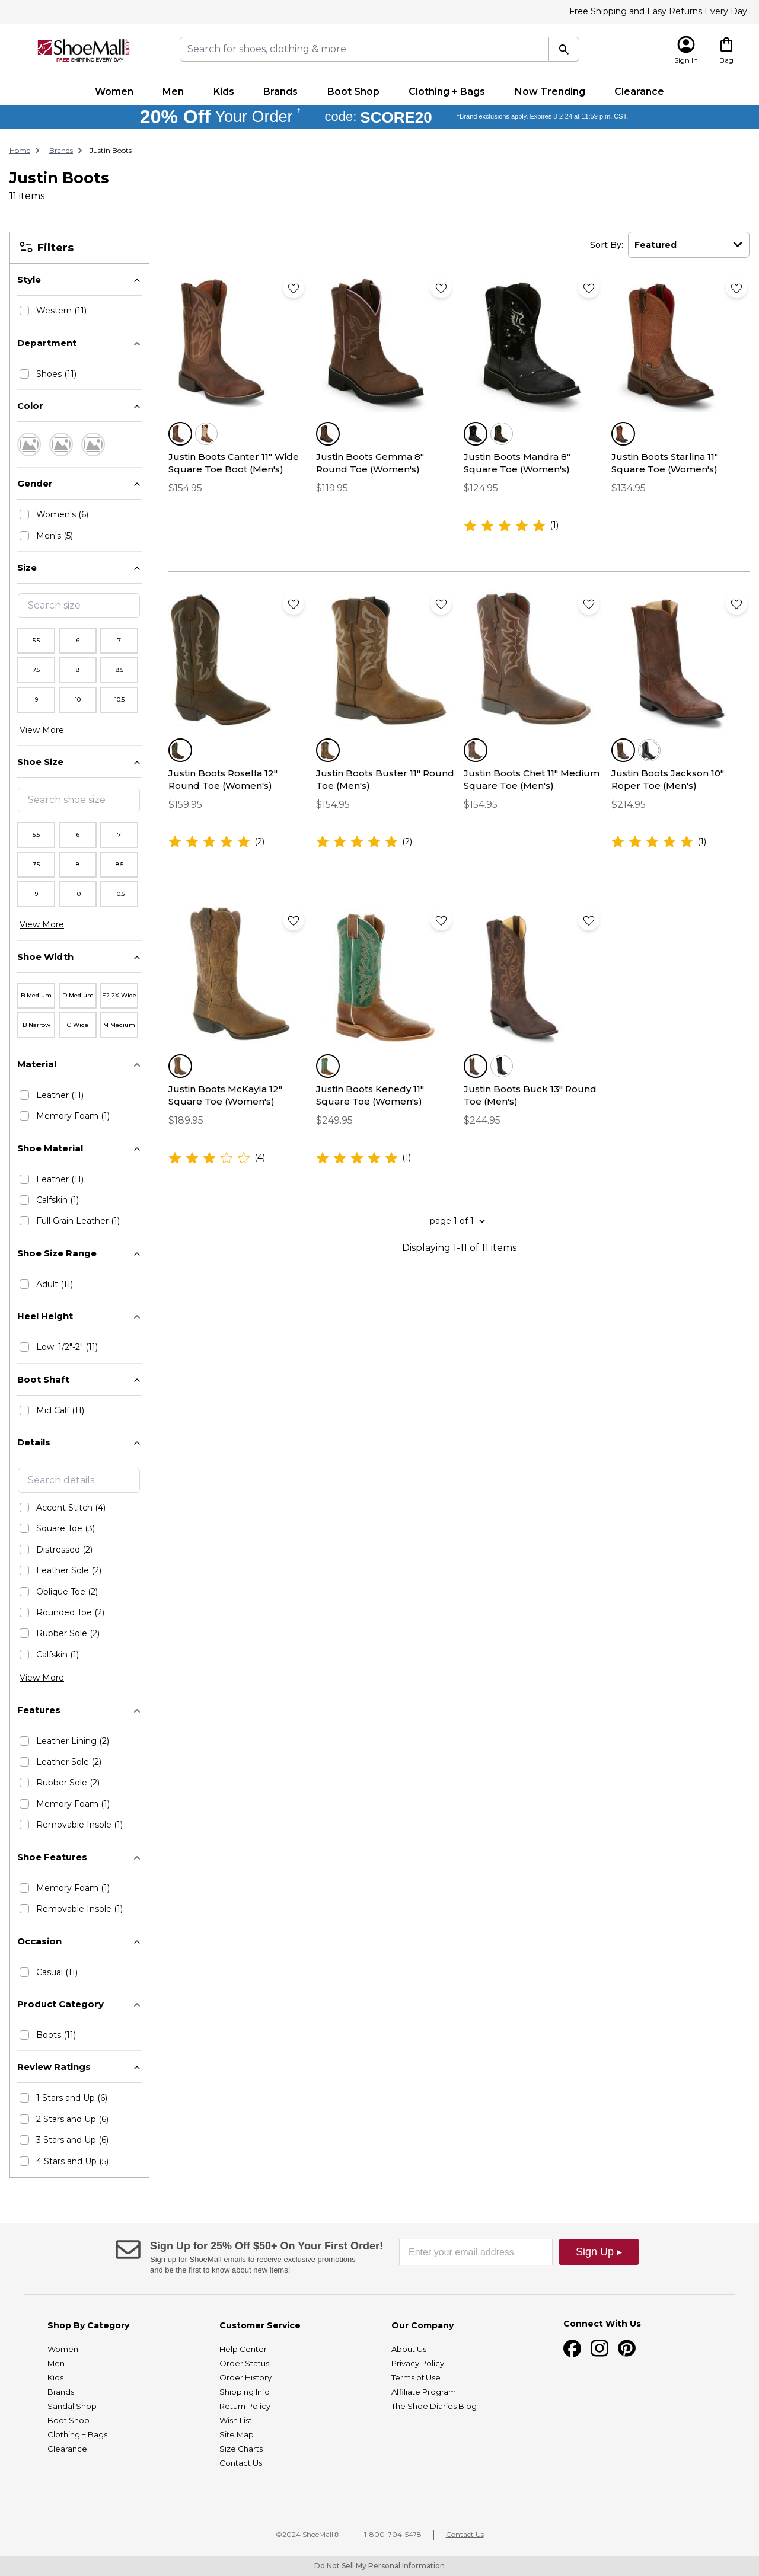 Free Shipping and Easy Returns Every Day
ShoeMall.com
FREE SHIPPING EVERY DAY
Search for shoes, clothing & more
Sign In
Bag
Women
Men
Kids
Brands
Boot Shop
Clothing + Bags
Now Trending
Clearance
20% Off Your Order †
code: SCORE20
†Brand exclusions apply. Expires 8-2-24 at 11:59 p.m. CST.
Home
Brands
Justin Boots
Justin Boots
11 items
Filters
Style
Western (11)
Department
Shoes (11)
Color
Gender
Women's (6)
Men's (5)
Size
Search size
5.5
6
7
7.5
8
8.5
9
10
10.5
View More
Shoe Size
Search shoe size
5.5
6
7
7.5
8
8.5
9
10
10.5
View More
Shoe Width
B Medium
D Medium
E2 2X Wide
B Narrow
C Wide
M Medium
Material
Leather (11)
Memory Foam (1)
Shoe Material
Leather (11)
Calfskin (1)
Full Grain Leather (1)
Shoe Size Range
Adult (11)
Heel Height
Low: 1/2"-2" (11)
Boot Shaft
Mid Calf (11)
Details
Search details
Accent Stitch (4)
Square Toe (3)
Distressed (2)
Leather Sole (2)
Oblique Toe (2)
Rounded Toe (2)
Rubber Sole (2)
Calfskin (1)
View More
Features
Leather Lining (2)
Leather Sole (2)
Rubber Sole (2)
Memory Foam (1)
Removable Insole (1)
Shoe Features
Memory Foam (1)
Removable Insole (1)
Occasion
Casual (11)
Product Category
Boots (11)
Review Ratings
1 Stars and Up (6)
2 Stars and Up (6)
3 Stars and Up (6)
4 Stars and Up (5)
Sort By:
Featured
Justin Boots Canter 11" Wide
Square Toe Boot (Men's)
$154.95
Justin Boots Gemma 8"
Round Toe (Women's)
$119.95
Justin Boots Mandra 8"
Square Toe (Women's)
$124.95
(1)
Justin Boots Starlina 11"
Square Toe (Women's)
$134.95
Justin Boots Rosella 12"
Round Toe (Women's)
$159.95
(2)
Justin Boots Buster 11" Round
Toe (Men's)
$154.95
(2)
Justin Boots Chet 11" Medium
Square Toe (Men's)
$154.95
Justin Boots Jackson 10"
Roper Toe (Men's)
$214.95
(1)
Justin Boots McKayla 12"
Square Toe (Women's)
$189.95
(4)
Justin Boots Kenedy 11"
Square Toe (Women's)
$249.95
(1)
Justin Boots Buck 13" Round
Toe (Men's)
$244.95
page 1 of 1
Displaying 1-11 of 11 items
Sign Up for 25% Off $50+ On Your First Order!
Sign up for ShoeMall emails to receive exclusive promotions
and be the first to know about new items!
Enter your email address
Sign Up ▸
Shop By Category
Women
Men
Kids
Brands
Sandal Shop
Boot Shop
Clothing + Bags
Clearance
Customer Service
Help Center
Order Status
Order History
Shipping Info
Return Policy
Wish List
Site Map
Size Charts
Contact Us
Our Company
About Us
Privacy Policy
Terms of Use
Affiliate Program
The Shoe Diaries Blog
Connect With Us
©2024 ShoeMall®
1-800-704-5478
Contact Us
Do Not Sell My Personal Information